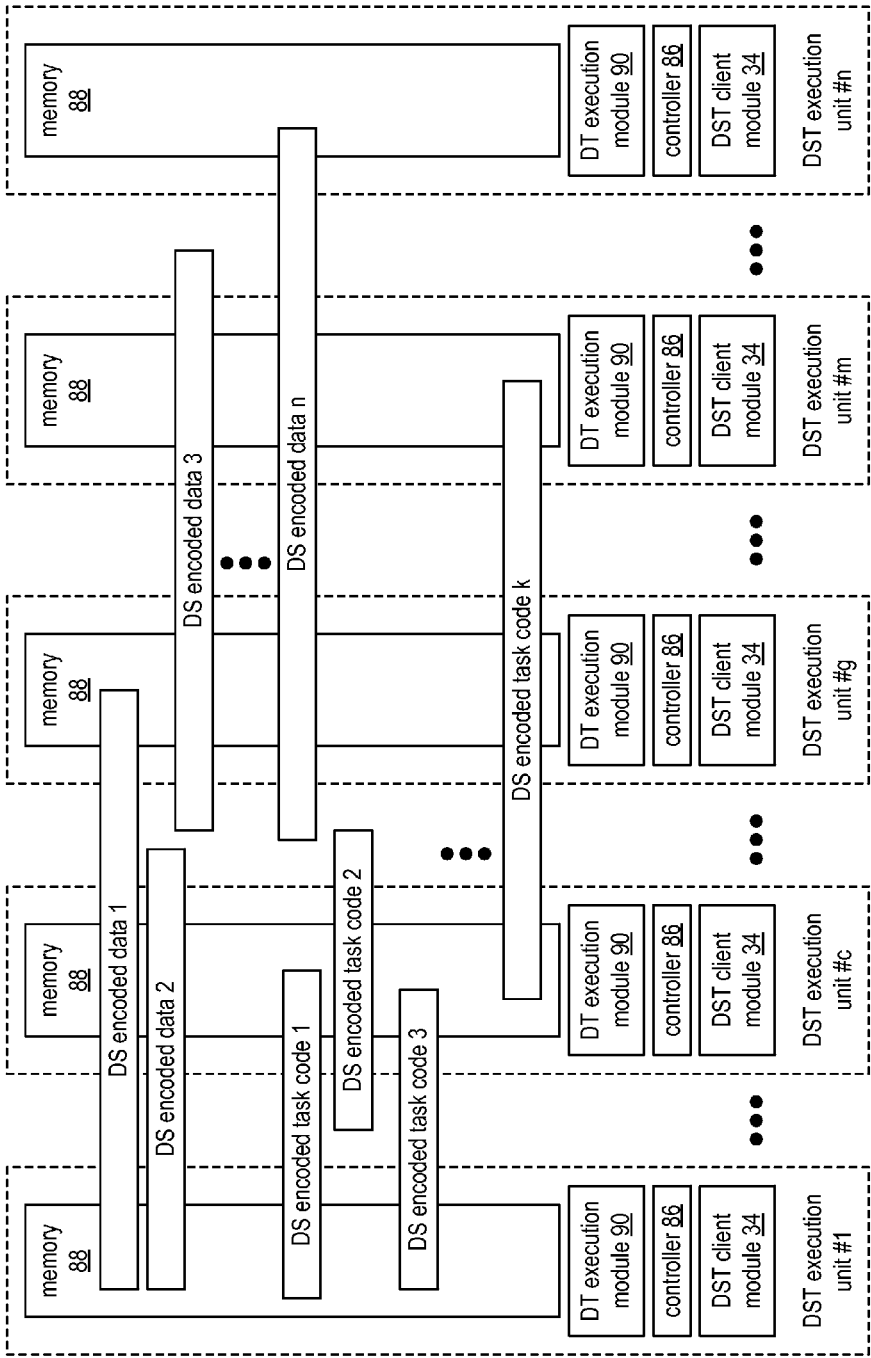 memory
88
DT execution
module 90
controller 86
DST client
module 34
DST execution
unit #1
memory
88
DT execution
module 90
controller 86
DST client
module 34
DST execution
unit #c
memory
88
DT execution
module 90
controller 86
DST client
module 34
DST execution
unit #g
memory
88
DT execution
module 90
controller 86
DST client
module 34
DST execution
unit #m
memory
88
DT execution
module 90
controller 86
DST client
module 34
DST execution
unit #n
DS encoded data 1
DS encoded data 2
DS encoded data 3
DS encoded data n
DS encoded task code 1
DS encoded task code 2
DS encoded task code 3
DS encoded task code k